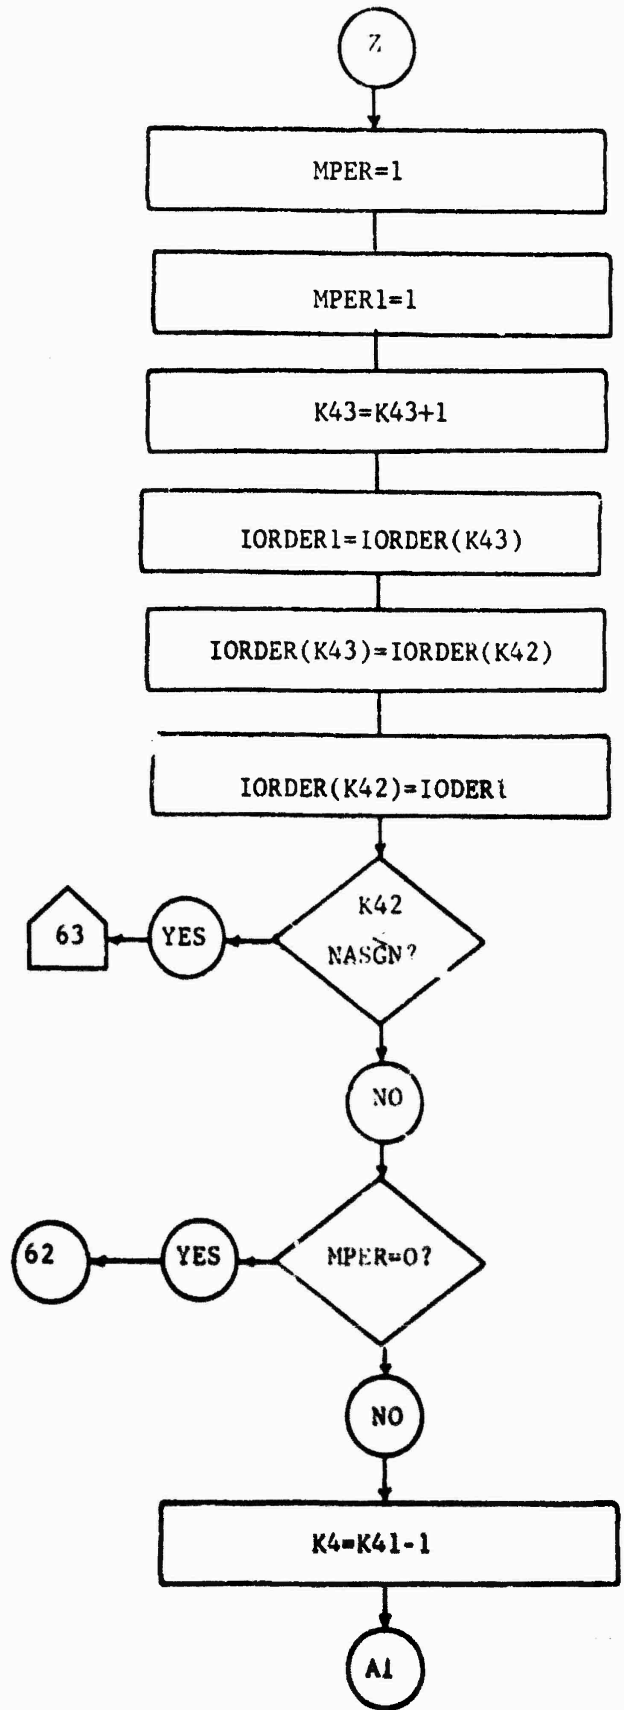 Z
MPER=1
MPER1=1
K43=K43+1
IORDER1=IORDER(K43)
IORDER(K43)=IORDER(K42)
IORDER(K42)=IODER1
K42
>
NASGN?
63
YES
NO
MPER=0?
62
YES
NO
K4=K41-1
A1